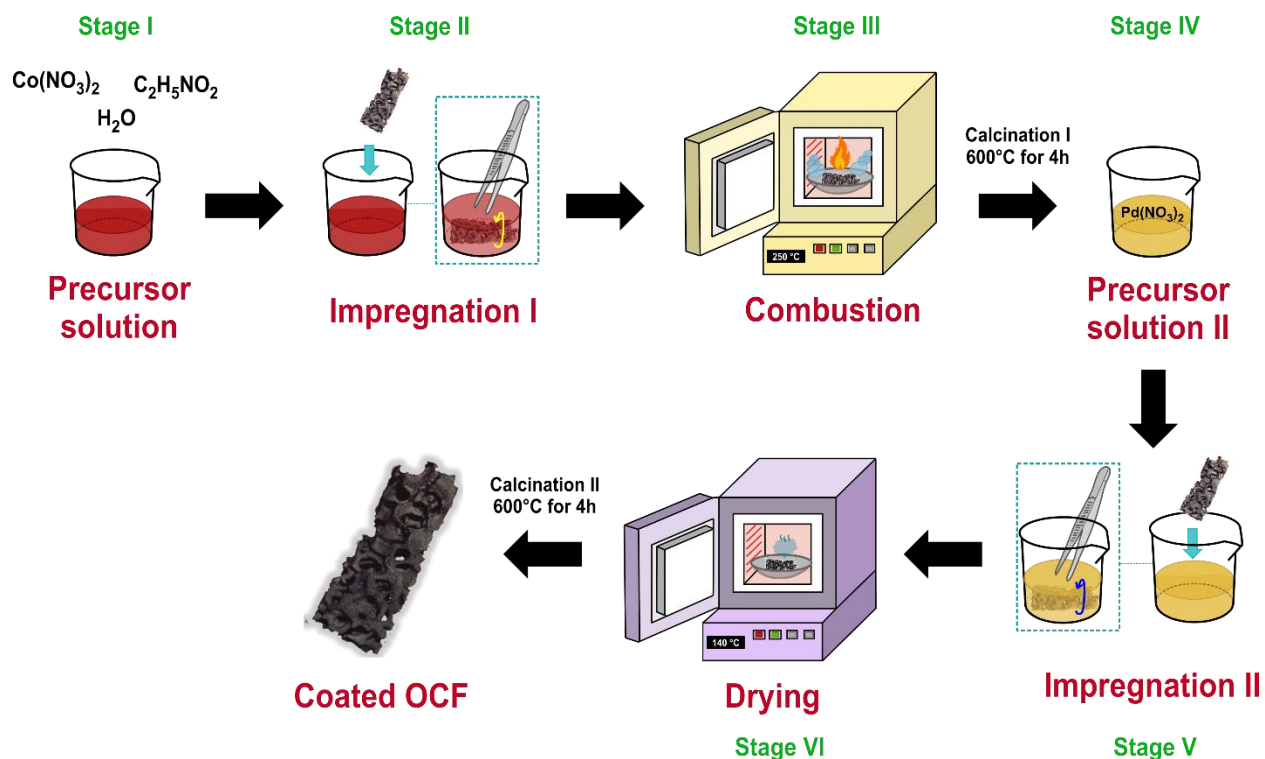 Stage I
Stage II
Stage III
Stage IV
Co(NO₃)₂
C₂H₅NO₂
H₂O
Precursor
solution
Impregnation I
250 °C
Combustion
Calcination I
600°C for 4h
Pd(NO₃)₂
Precursor
solution II
Coated OCF
Calcination II
600°C for 4h
140 °C
Drying
Impregnation II
Stage VI
Stage V